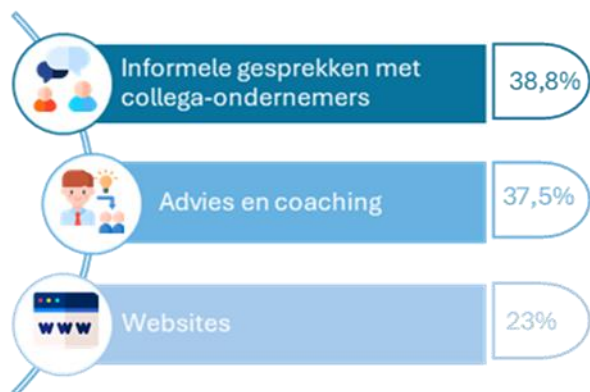 Informele gesprekken met
collega-ondernemers
38,8%
Advies en coaching
37,5%
www
Websites
23%